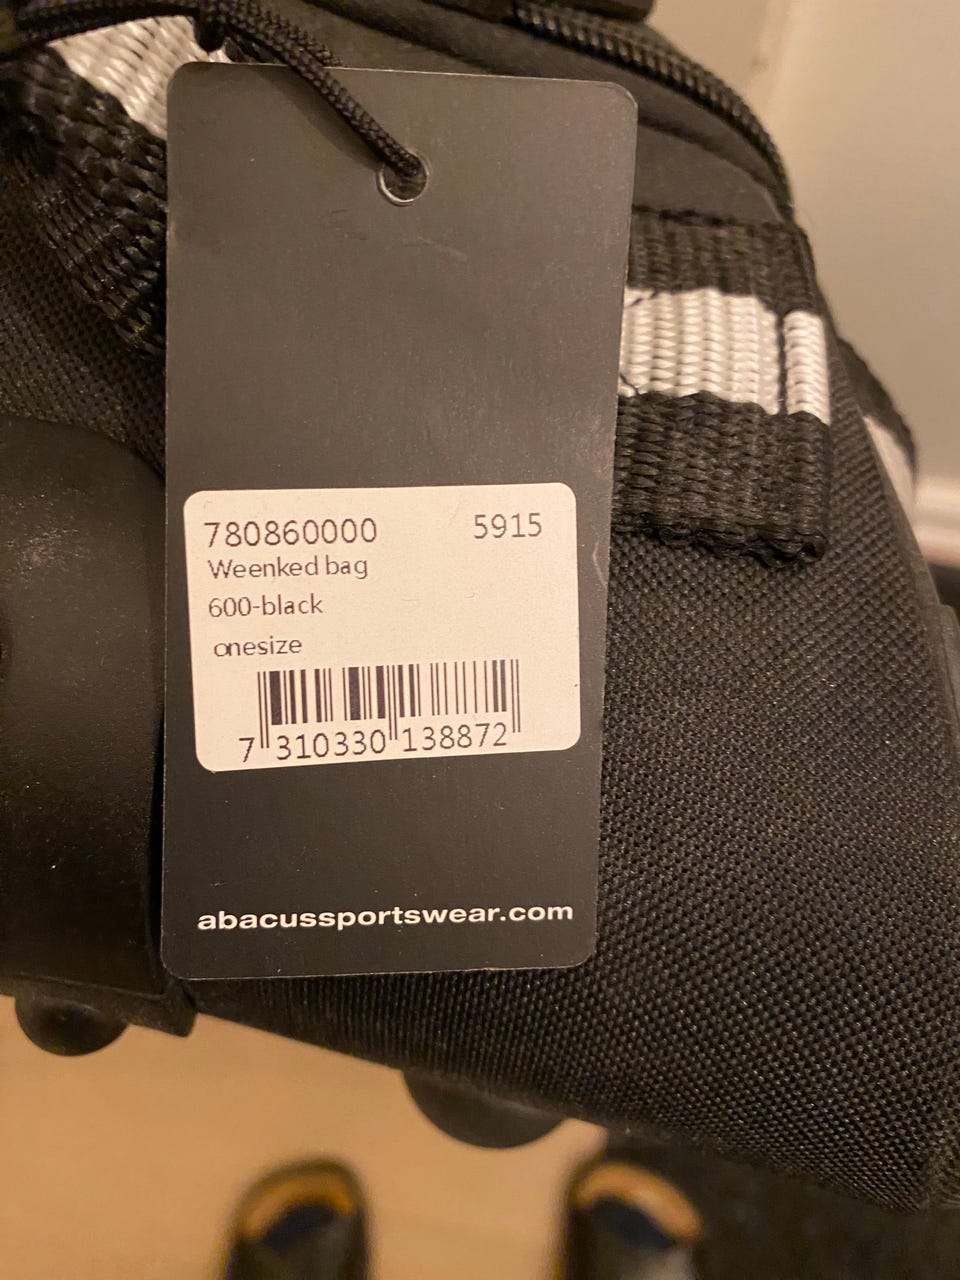 780860000 5915
Weenked bag
600-black
onesize
7 310330 138872
abacussportswear.com